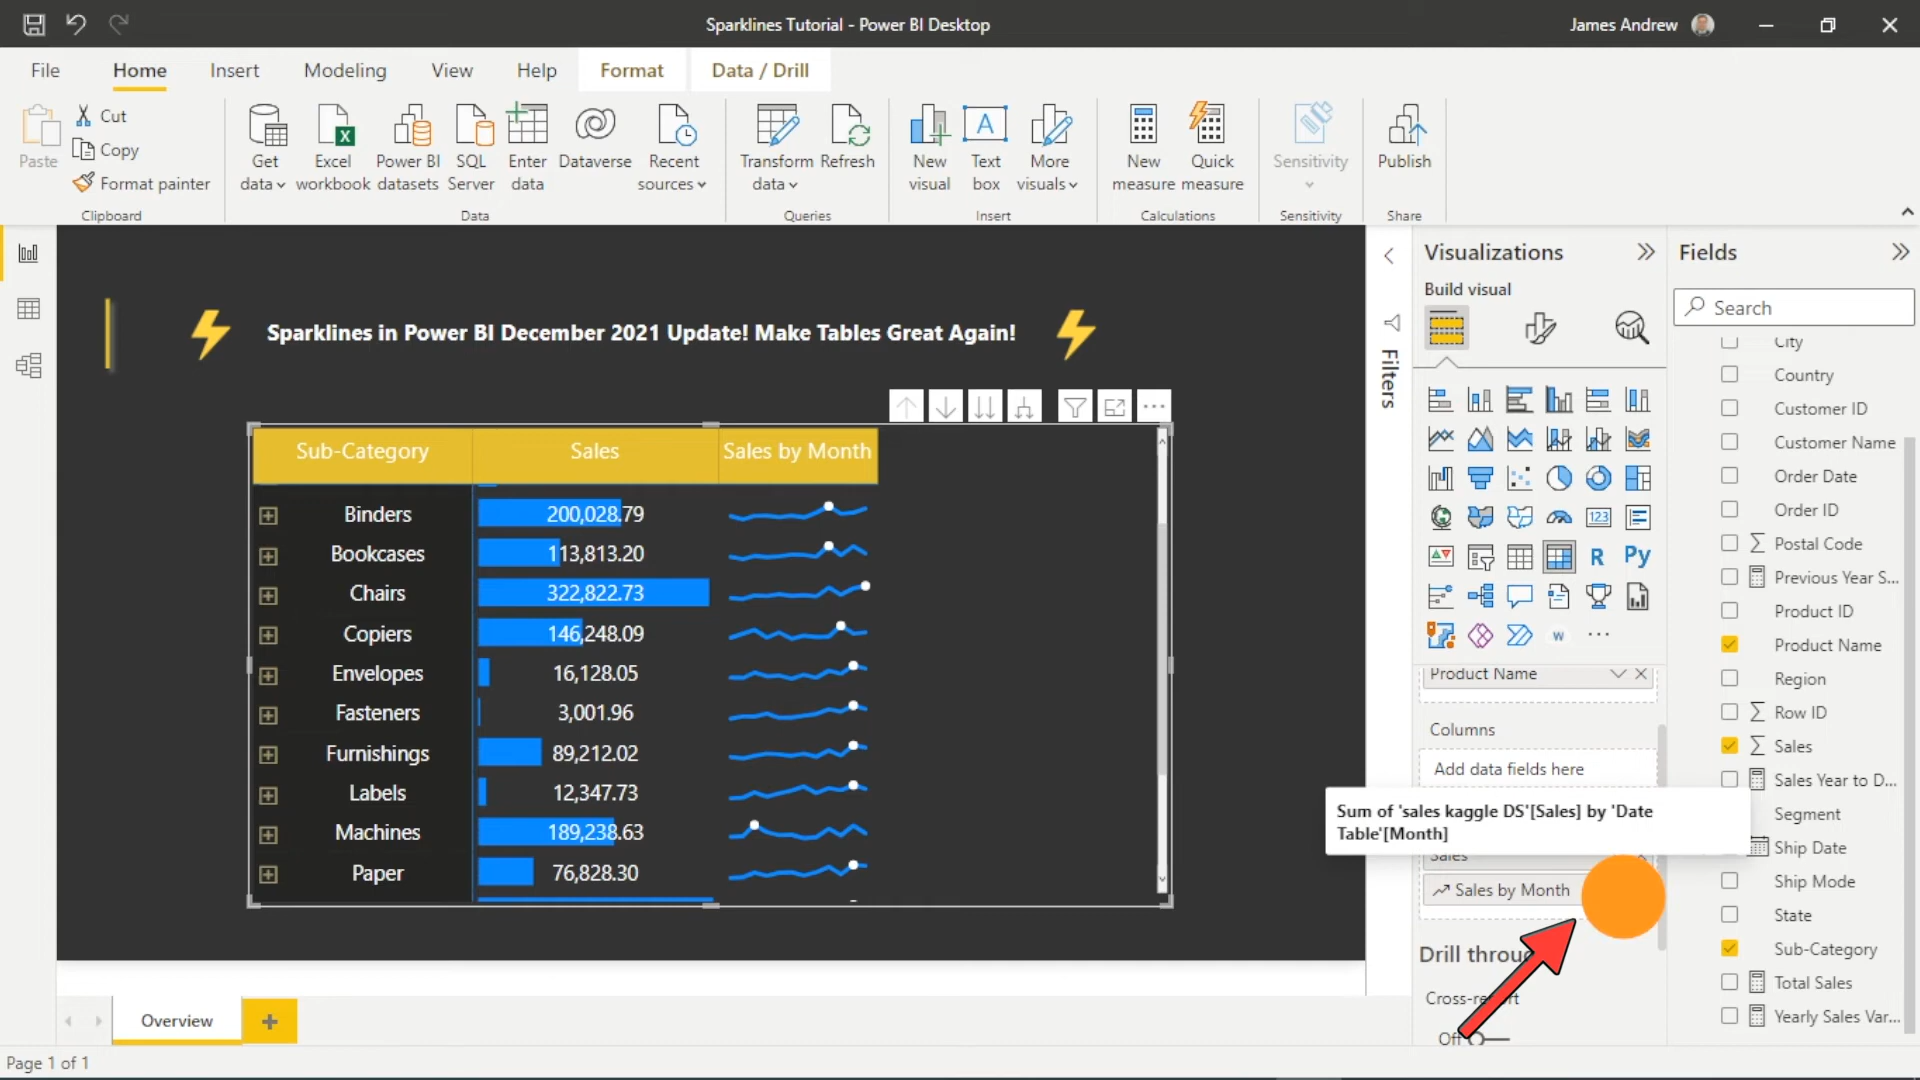 Sparklines Tutorial - Power BI Desktop
James Andrew
File
Home
Insert
Modeling
View
Help
Format
Data / Drill
Paste
Cut
Copy
Format painter
Clipboard
Get
data
Excel
workbook
Power BI
datasets
SQL
Server
Enter
data
Dataverse
Recent
sources
Data
Transform
data
Refresh
Queries
New
visual
Text
box
More
visuals
Insert
New
measure
Quick
measure
Calculations
Sensitivity
Sensitivity
Publish
Share
Sparklines in Power BI December 2021 Update! Make Tables Great Again!
Sub-Category Sales Sales by Month
Binders 200,028.79
Bookcases 113,813.20
Chairs 322,822.73
Copiers 146,248.09
Envelopes 16,128.05
Fasteners 3,001.96
Furnishings 89,212.02
Labels 12,347.73
Machines 189,238.63
Paper 76,828.30
Filters
Visualizations
Build visual
123
R
Py
W
Product Name
Columns
Add data fields here
Sum of 'sales kaggle DS'[Sales] by 'Date
Table'[Month]
Sales
Sales by Month
Drill
Off
Fields
Search
City
Country
Customer ID
Customer Name
Order Date
Order ID
Postal Code
Previous Year S...
Product ID
Product Name
Region
Row ID
Sales
Sales Year to D...
Segment
Ship Date
Ship Mode
State
Sub-Category
Total Sales
Yearly Sales Var...
Overview
Page 1 of 1